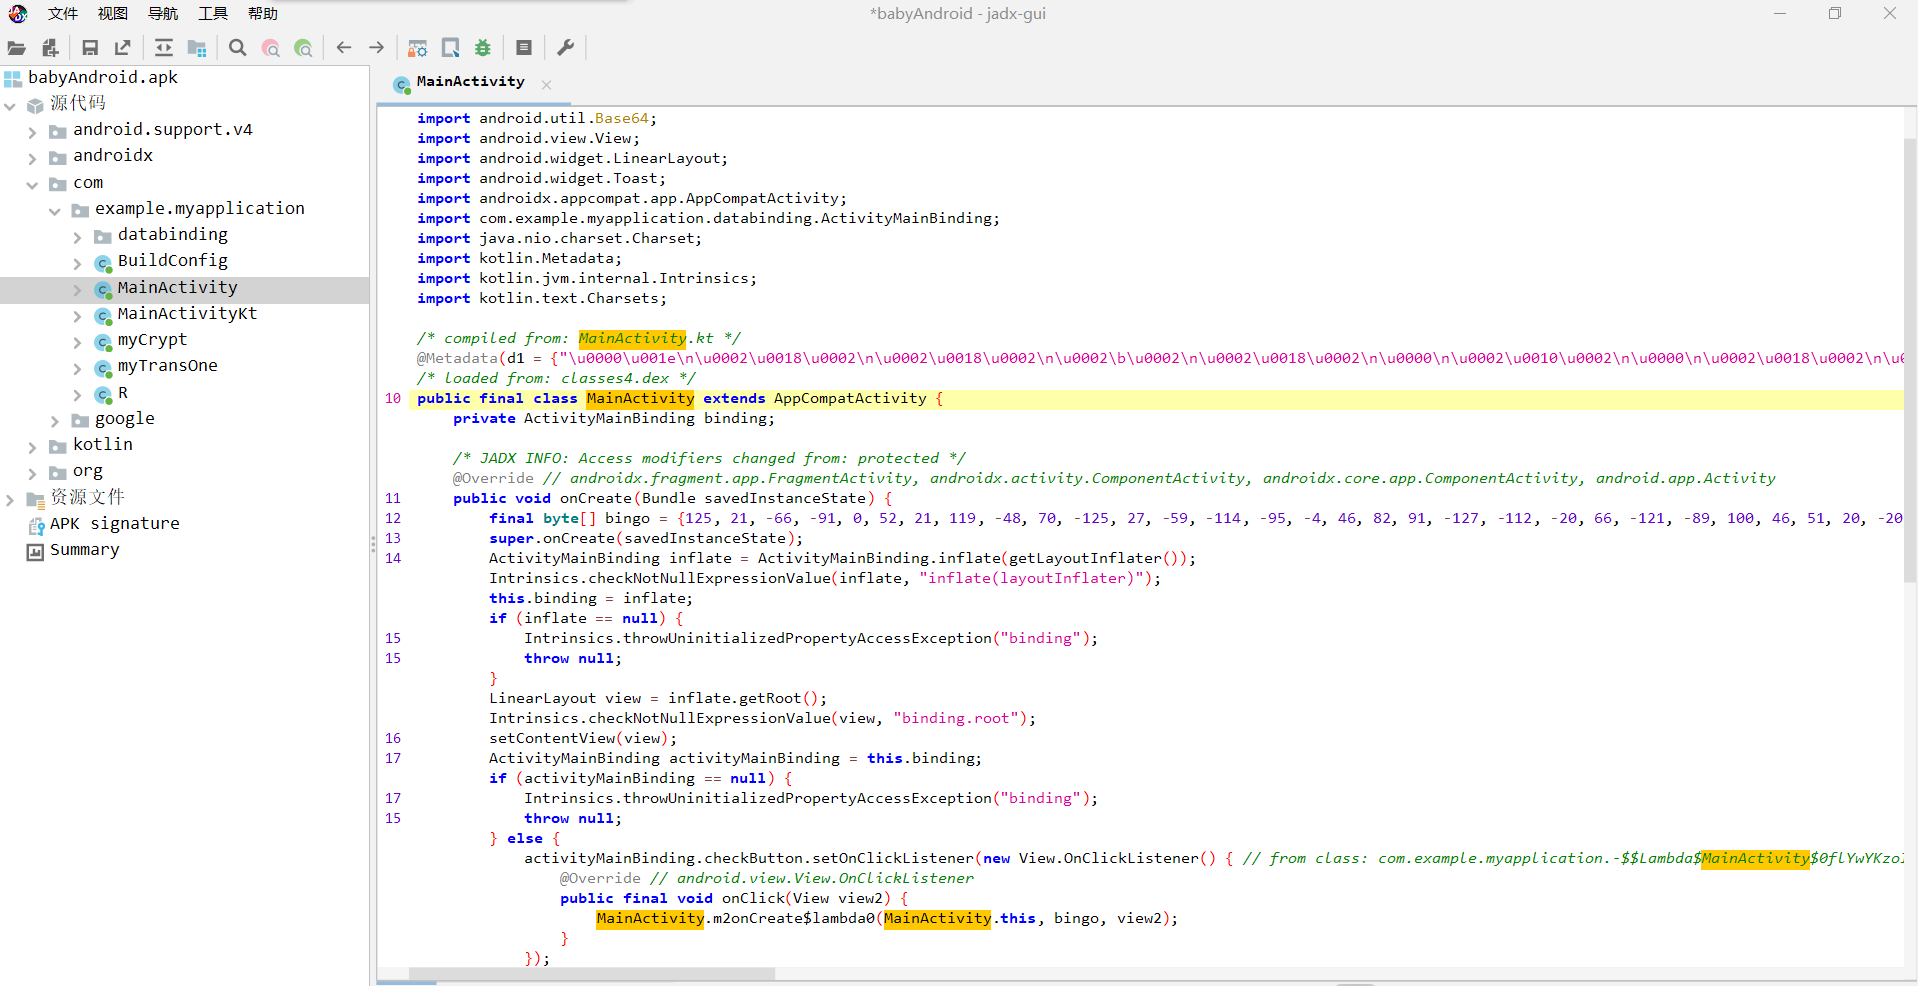 文件 视图 导航 工具 帮助
*babyAndroid - jadx-gui
babyAndroid.apk
源代码
android.support.v4
androidx
com
example.myapplication
databinding
BuildConfig
MainActivity
MainActivityKt
myCrypt
myTransOne
R
google
kotlin
org
资源文件
APK signature
Summary
MainActivity
import android.util.Base64;
import android.view.View;
import android.widget.LinearLayout;
import android.widget.Toast;
import androidx.appcompat.app.AppCompatActivity;
import com.example.myapplication.databinding.ActivityMainBinding;
import java.nio.charset.Charset;
import kotlin.Metadata;
import kotlin.jvm.internal.Intrinsics;
import kotlin.text.Charsets;
/* compiled from: MainActivity.kt */
@Metadata(d1 = {"\u0000\u001e\n\u0002\u0018\u0002\n\u0002\u0018\u0002\n\u0002\b\u0002\n\u0002\u0018\u0002\n\u0000\n\u0002\u0010\u0002\n\u0000\n\u0002\u0018\u0002\n\u0
/* loaded from: classes4.dex */
10 public final class MainActivity extends AppCompatActivity {
private ActivityMainBinding binding;
/* JADX INFO: Access modifiers changed from: protected */
@Override // androidx.fragment.app.FragmentActivity, androidx.activity.ComponentActivity, androidx.core.app.ComponentActivity, android.app.Activity
11 public void onCreate(Bundle savedInstanceState) {
12 final byte[] bingo = {125, 21, -66, -91, 0, 52, 21, 119, -48, 70, -125, 27, -59, -114, -95, -4, 46, 82, 91, -127, -112, -20, 66, -121, -89, 100, 46, 51, 20, -20
13 super.onCreate(savedInstanceState);
14 ActivityMainBinding inflate = ActivityMainBinding.inflate(getLayoutInflater());
Intrinsics.checkNotNullExpressionValue(inflate, "inflate(layoutInflater)");
this.binding = inflate;
if (inflate == null) {
15 Intrinsics.throwUninitializedPropertyAccessException("binding");
15 throw null;
}
LinearLayout view = inflate.getRoot();
Intrinsics.checkNotNullExpressionValue(view, "binding.root");
16 setContentView(view);
17 ActivityMainBinding activityMainBinding = this.binding;
if (activityMainBinding == null) {
17 Intrinsics.throwUninitializedPropertyAccessException("binding");
15 throw null;
} else {
activityMainBinding.checkButton.setOnClickListener(new View.OnClickListener() { // from class: com.example.myapplication.-$$Lambda$MainActivity$0flYwYKzo
@Override // android.view.View.OnClickListener
public final void onClick(View view2) {
MainActivity.m2onCreate$lambda0(MainActivity.this, bingo, view2);
}
});